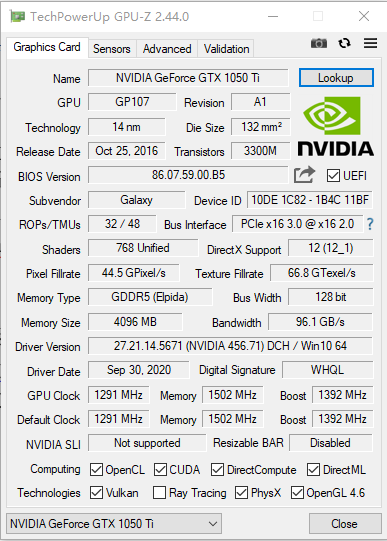 TechPowerUp GPU-Z 2.44.0
Graphics Card Sensors Advanced Validation
Name NVIDIA GeForce GTX 1050 Ti Lookup
GPU GP107 Revision A1
Technology 14 nm Die Size 132 mm²
Release Date Oct 25, 2016 Transistors 3300M
NVIDIA
BIOS Version 86.07.59.00.B5 UEFI
Subvendor Galaxy Device ID 10DE 1C82 - 1B4C 11BF
ROPs/TMUs 32 / 48 Bus Interface PCIe x16 3.0 @ x16 2.0 ?
Shaders 768 Unified DirectX Support 12 (12_1)
Pixel Fillrate 44.5 GPixel/s Texture Fillrate 66.8 GTexel/s
Memory Type GDDR5 (Elpida) Bus Width 128 bit
Memory Size 4096 MB Bandwidth 96.1 GB/s
Driver Version 27.21.14.5671 (NVIDIA 456.71) DCH / Win10 64
Driver Date Sep 30, 2020 Digital Signature WHQL
GPU Clock 1291 MHz Memory 1502 MHz Boost 1392 MHz
Default Clock 1291 MHz Memory 1502 MHz Boost 1392 MHz
NVIDIA SLI Not supported Resizable BAR Disabled
Computing OpenCL CUDA DirectCompute DirectML
Technologies Vulkan Ray Tracing PhysX OpenGL 4.6
NVIDIA GeForce GTX 1050 Ti Close